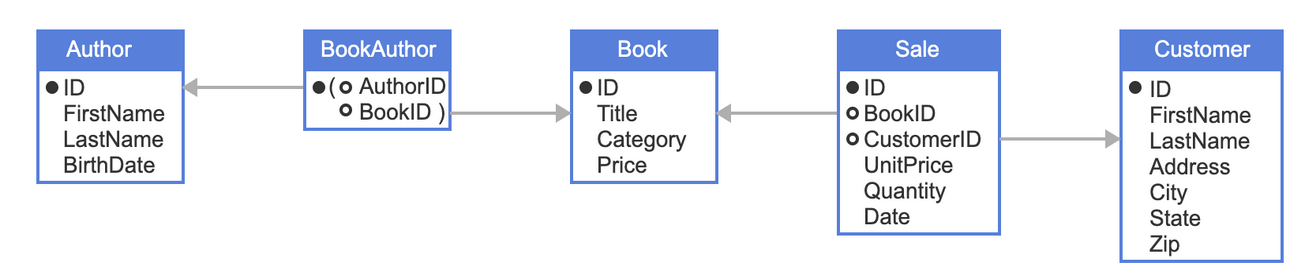 Author
ID
FirstName
LastName
BirthDate
BookAuthor
( AuthorID
BookID )
Book
ID
Title
Category
Price
Sale
ID
BookID
CustomerID
UnitPrice
Quantity
Date
Customer
ID
FirstName
LastName
Address
City
State
Zip